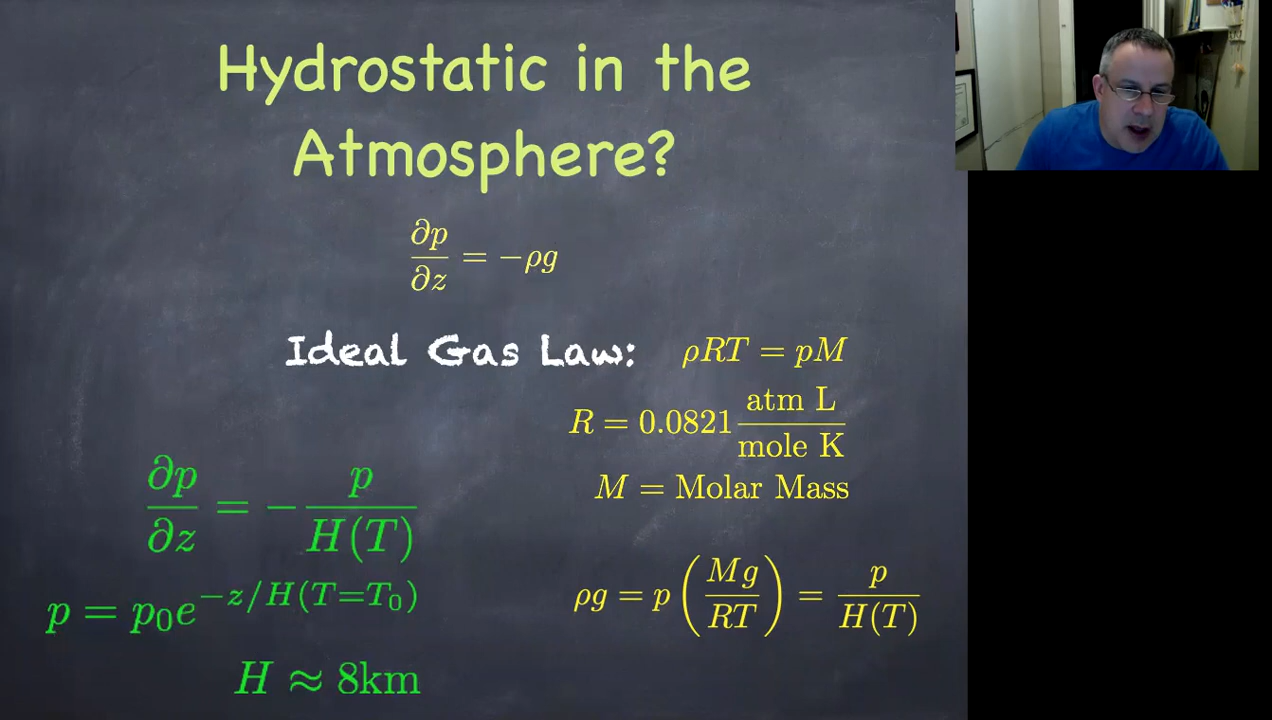 Hydrostatic in the
Atmosphere?
∂p/∂z = −ρg
Ideal Gas Law: ρRT = pM
R = 0.0821 atm L / mole K
M = Molar Mass
∂p/∂z = − p/H(T)
p = p₀e^{−z/H(T=T₀)}
H ≈ 8km
ρg = p (Mg/RT) = p/H(T)